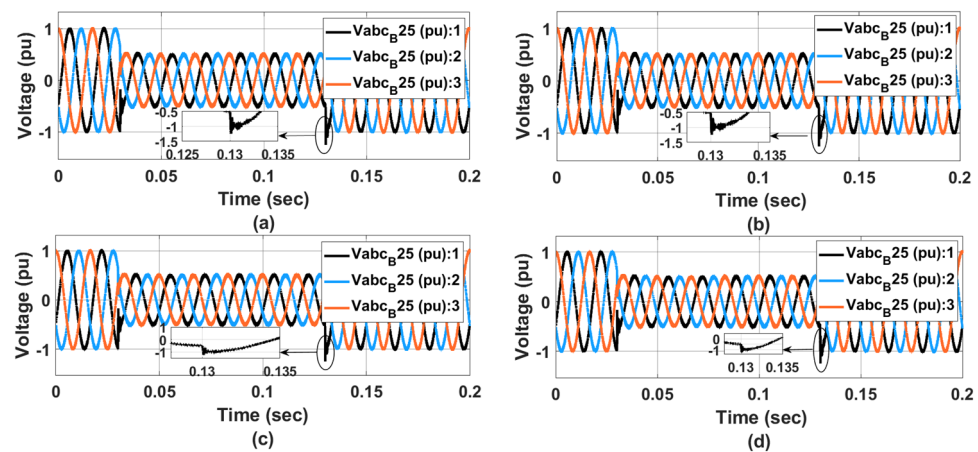 Voltage (pu)
1
0
-1
Vabc_B25 (pu):1
Vabc_B25 (pu):2
Vabc_B25 (pu):3
-0.5
-1
-1.5
0.125 0.13 0.135
0 0.05 0.1 0.15 0.2
Time (sec)
(a)
Voltage (pu)
1
0
-1
Vabc_B25 (pu):1
Vabc_B25 (pu):2
Vabc_B25 (pu):3
-0.5
-1
-1.5
0.13 0.135
0 0.05 0.1 0.15 0.2
Time (sec)
(b)
Voltage (pu)
1
0
-1
Vabc_B25 (pu):1
Vabc_B25 (pu):2
Vabc_B25 (pu):3
1
0
-1
0.13 0.135
0 0.05 0.1 0.15 0.2
Time (sec)
(c)
Voltage (pu)
1
0
-1
Vabc_B25 (pu):1
Vabc_B25 (pu):2
Vabc_B25 (pu):3
0
-1
0.13 0.135
0 0.05 0.1 0.15 0.2
Time (sec)
(d)